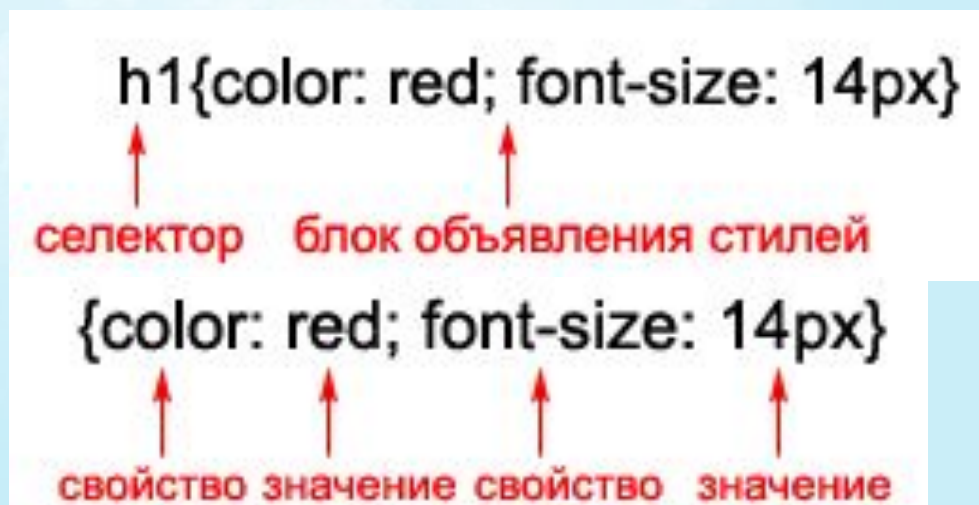 h1{color: red; font-size: 14px}
селектор блок объявления стилей
{color: red; font-size: 14px}
свойство значение свойство значение